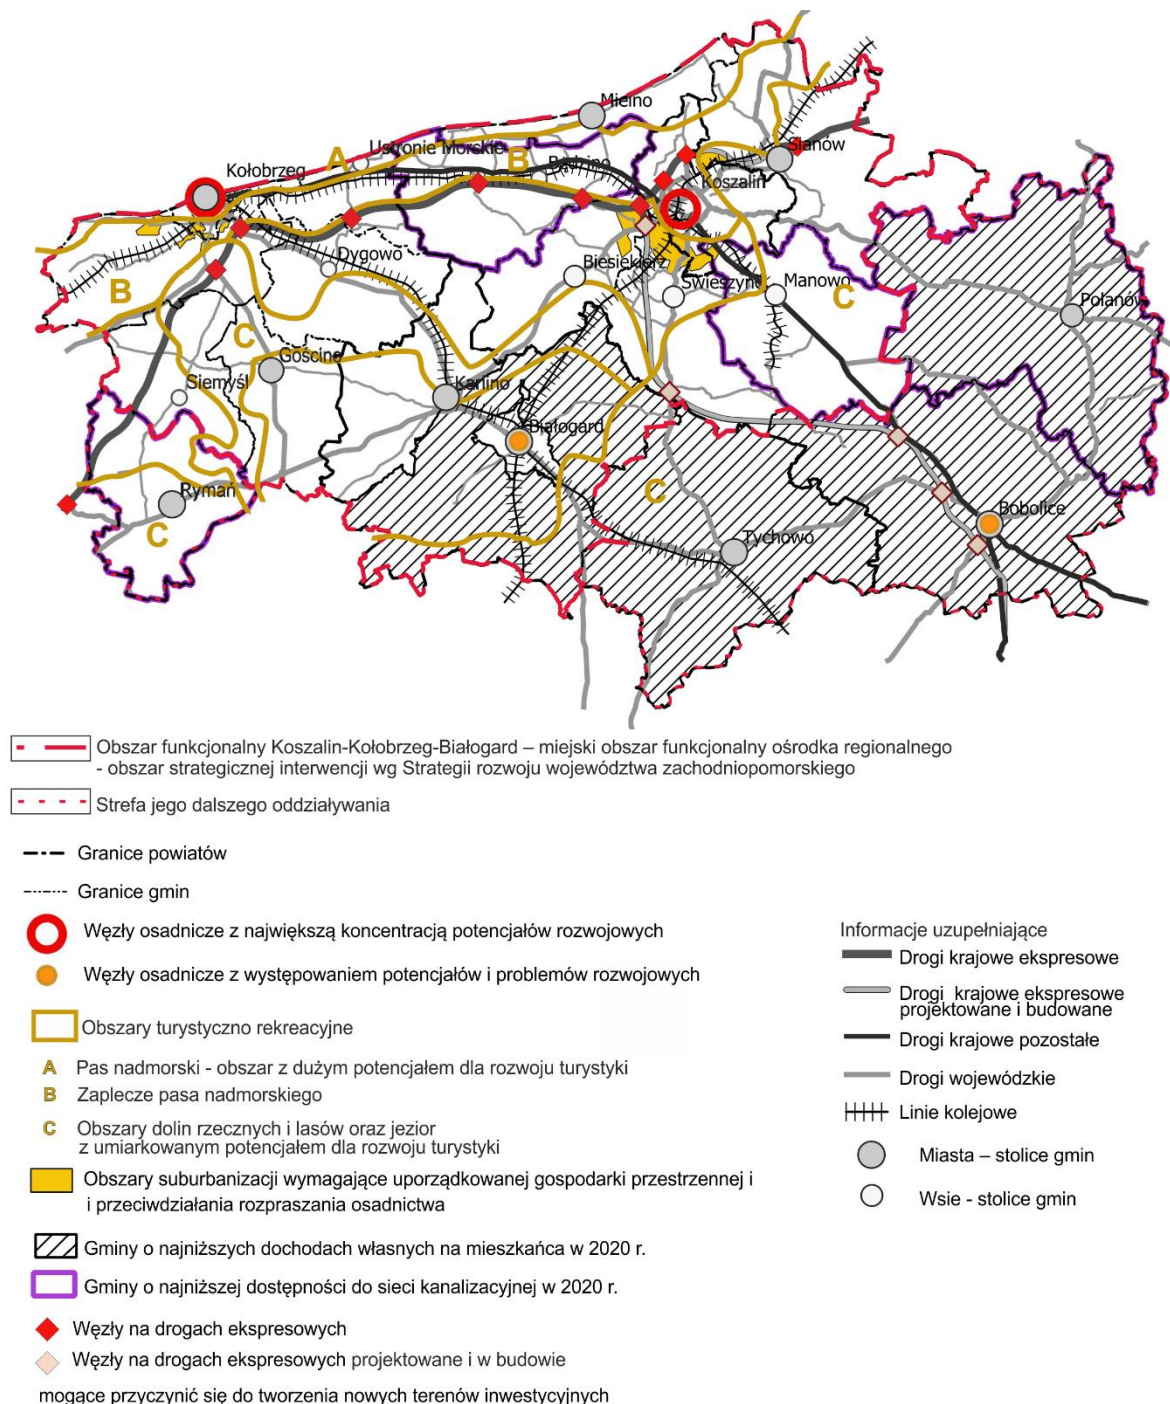 Mielno
Ustronie Morskie
A
B
Będzino
Sianów
Kołobrzeg
Koszalin
Dygowo
Biesiekierz
Świeszyno
Manowo
C
B
Polanów
C
Gościno
Siemyśl
Karlino
Białogard
Rymań
C
C
Bobolice
Tychowo
Obszar funkcjonalny Koszalin-Kołobrzeg-Białogard – miejski obszar funkcjonalny ośrodka regionalnego
- obszar strategicznej interwencji wg Strategii rozwoju województwa zachodniopomorskiego
Strefa jego dalszego oddziaływania
Granice powiatów
Granice gmin
Węzły osadnicze z największą koncentracją potencjałów rozwojowych
Węzły osadnicze z występowaniem potencjałów i problemów rozwojowych
Obszary turystyczno rekreacyjne
A Pas nadmorski - obszar z dużym potencjałem dla rozwoju turystyki
B Zaplecze pasa nadmorskiego
C Obszary dolin rzecznych i lasów oraz jezior
z umiarkowanym potencjałem dla rozwoju turystyki
Obszary suburbanizacji wymagające uporządkowanej gospodarki przestrzennej i
i przeciwdziałania rozpraszania osadnictwa
Gminy o najniższych dochodach własnych na mieszkańca w 2020 r.
Gminy o najniższej dostępności do sieci kanalizacyjnej w 2020 r.
Węzły na drogach ekspresowych
Węzły na drogach ekspresowych projektowane i w budowie
mogące przyczynić się do tworzenia nowych terenów inwestycyjnych
Informacje uzupełniające
Drogi krajowe ekspresowe
Drogi krajowe ekspresowe
projektowane i budowane
Drogi krajowe pozostałe
Drogi wojewódzkie
Linie kolejowe
Miasta – stolice gmin
Wsie - stolice gmin